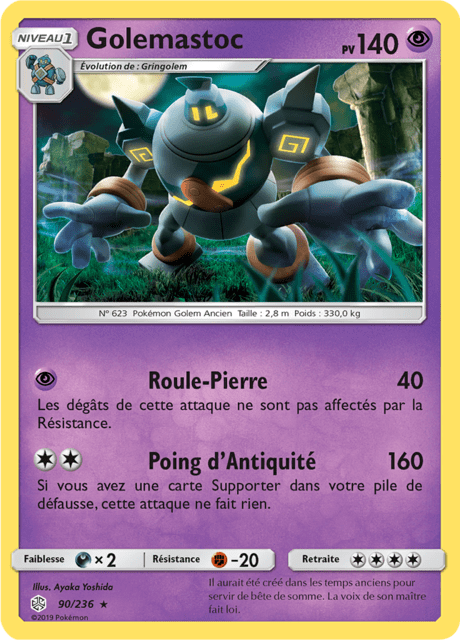 NIVEAU 1
Golemastoc
PV 140
Évolution de : Gringolem
N° 623 Pokémon Golem Ancien Taille : 2,8 m Poids : 330,0 kg
Roule-Pierre 40
Les dégâts de cette attaque ne sont pas affectés par la
Résistance.
Poing d'Antiquité 160
Si vous avez une carte Supporter dans votre pile de
défausse, cette attaque ne fait rien.
Faiblesse ×2 Résistance -20 Retraite
Illus. Ayaka Yoshida
90/236 ★
©2019 Pokémon
Il aurait été créé dans les temps anciens pour
servir de bête de somme. La voix de son maître
fait loi.